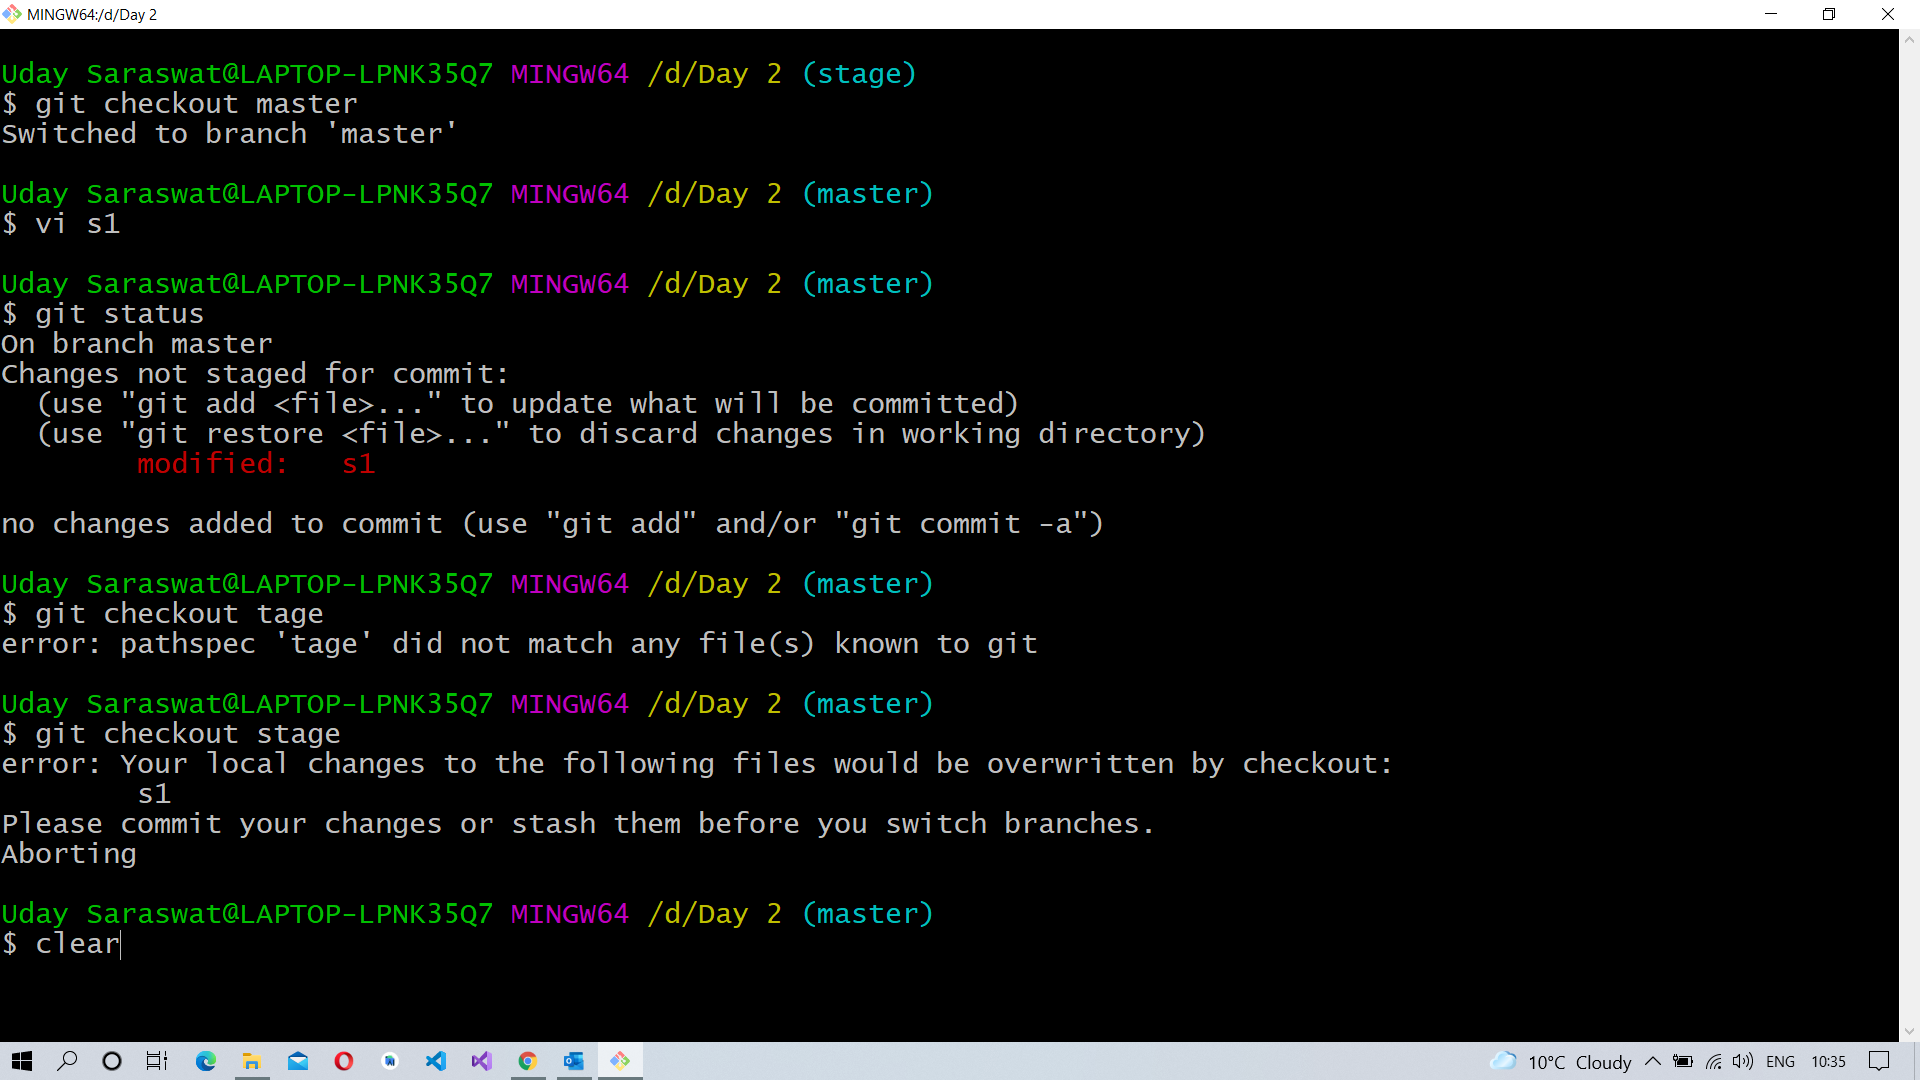 MINGW64:/d/Day 2
Uday Saraswat@LAPTOP-LPNK35Q7 MINGW64 /d/Day 2 (stage)
$ git checkout master
Switched to branch 'master'
Uday Saraswat@LAPTOP-LPNK35Q7 MINGW64 /d/Day 2 (master)
$ vi s1
Uday Saraswat@LAPTOP-LPNK35Q7 MINGW64 /d/Day 2 (master)
$ git status
On branch master
Changes not staged for commit:
  (use "git add <file>..." to update what will be committed)
  (use "git restore <file>..." to discard changes in working directory)
        modified:   s1
no changes added to commit (use "git add" and/or "git commit -a")
Uday Saraswat@LAPTOP-LPNK35Q7 MINGW64 /d/Day 2 (master)
$ git checkout tage
error: pathspec 'tage' did not match any file(s) known to git
Uday Saraswat@LAPTOP-LPNK35Q7 MINGW64 /d/Day 2 (master)
$ git checkout stage
error: Your local changes to the following files would be overwritten by checkout:
        s1
Please commit your changes or stash them before you switch branches.
Aborting
Uday Saraswat@LAPTOP-LPNK35Q7 MINGW64 /d/Day 2 (master)
$ clear
10°C Cloudy ENG 10:35